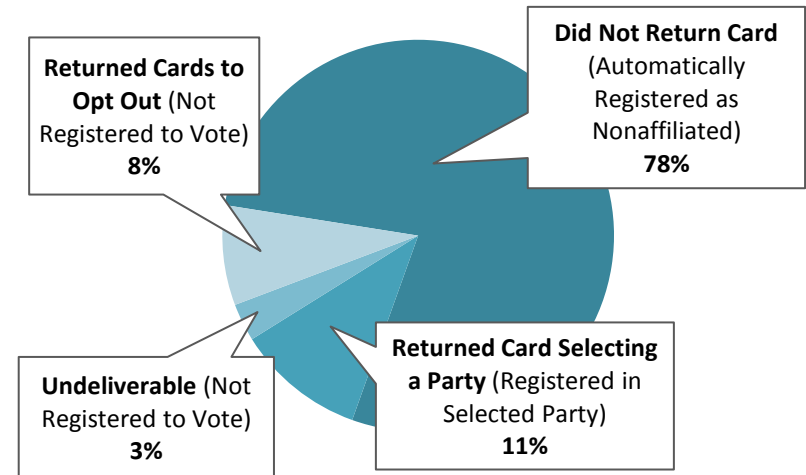 Did Not Return Card
(Automatically
Registered as
Nonaffiliated)
78%
Returned Cards to
Opt Out (Not
Registered to Vote)
8%
Returned Card Selecting
a Party (Registered in
Selected Party)
11%
Undeliverable (Not
Registered to Vote)
3%